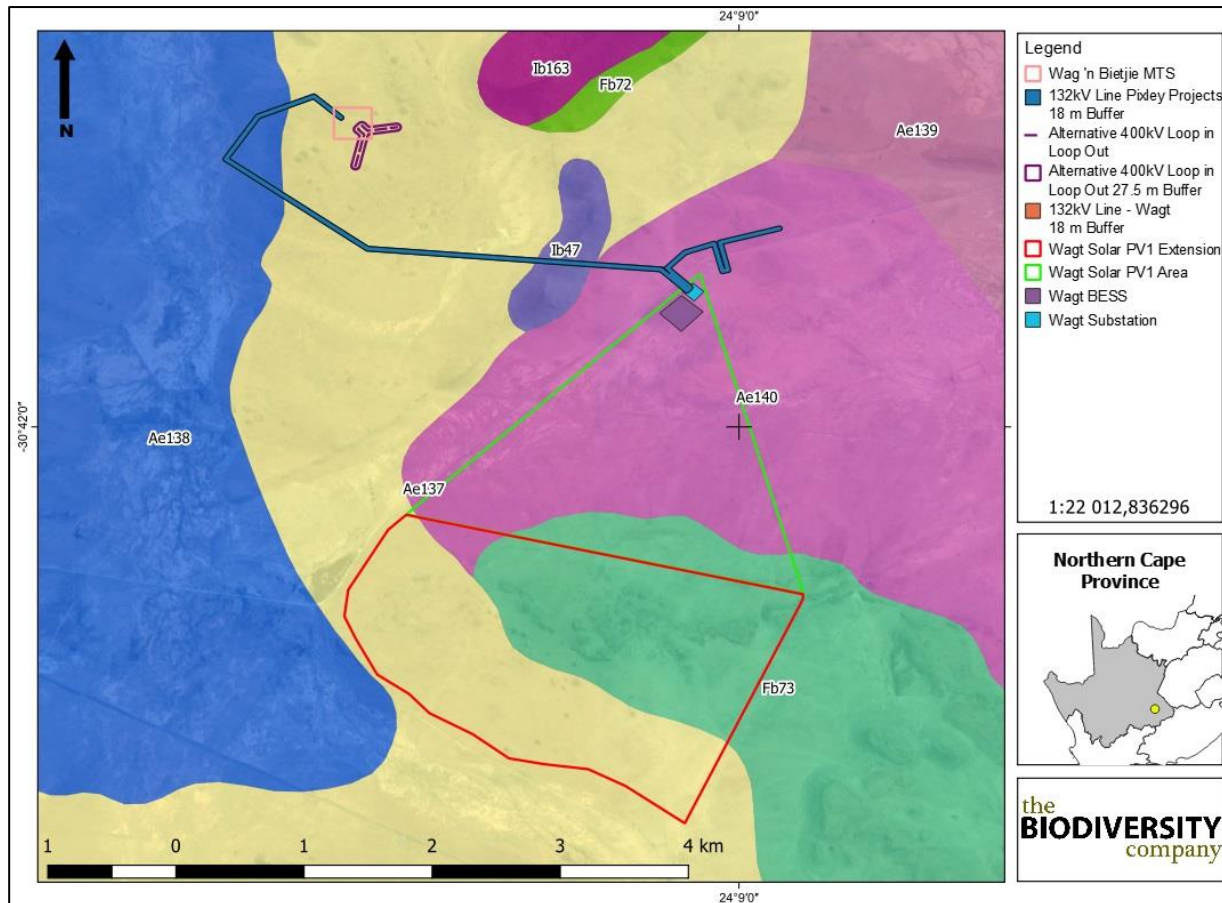 24°9'0"
Legend
Wag 'n Bietjie MTS
132kV Line Pixley Projects
18 m Buffer
Alternative 400kV Loop in
Loop Out
Alternative 400kV Loop in
Loop Out 27.5 m Buffer
132kV Line - Wagt
18 m Buffer
Wagt Solar PV1 Extension
Wagt Solar PV1 Area
Wagt BESS
Wagt Substation
N
Ib163
Fb72
Ae139
Ib47
Ae140
-30°42'0"
Ae138
Ae137
Fb73
1:22 012,836296
Northern Cape
Province
1 0 1 2 3 4 km
24°9'0"
the
BIODIVERSITY
company